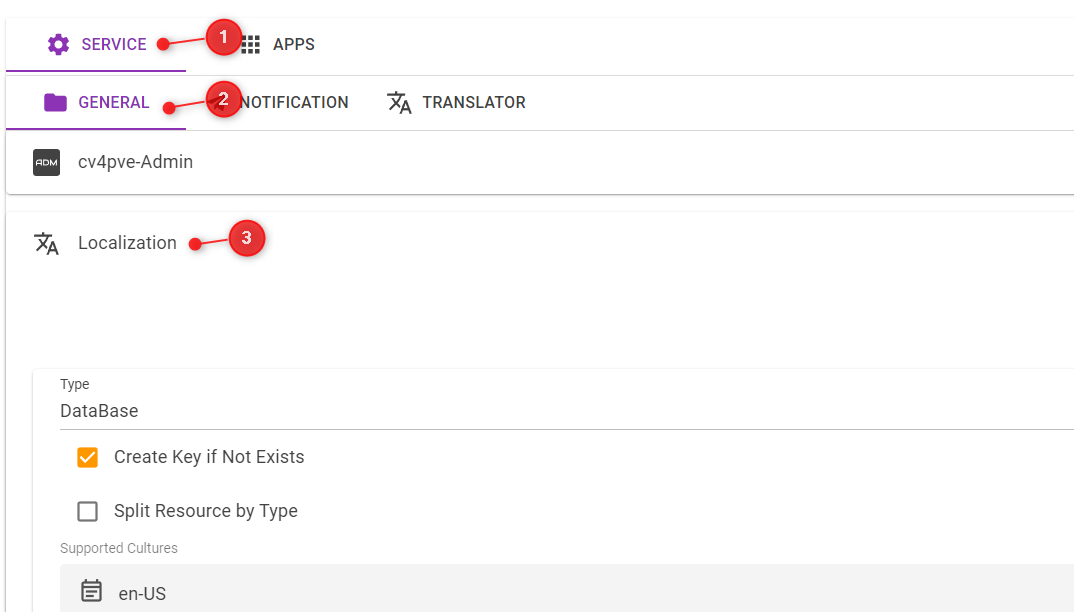 SERVICE 1 APPS
GENERAL 2 NOTIFICATION TRANSLATOR
ADM cv4pve-Admin
Localization 3
Type
DataBase
Create Key if Not Exists
Split Resource by Type
Supported Cultures
en-US